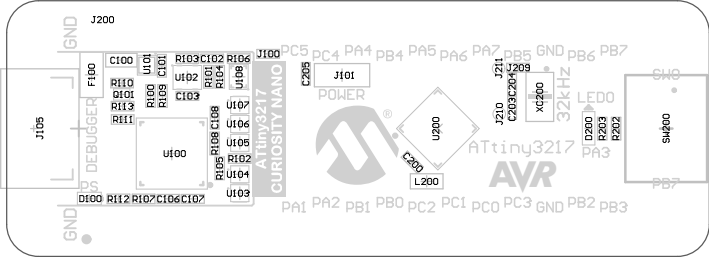 J200
GND
J100
PC5 PC4 PA4 PB4 PA5 PA6 PA7 PB5 GND PB6 PB7
F100
C100
U101
C101
R103 C102 R106
U102
R101
R104
U108
R110
Q101
R113
R111
R100
R109
C103
U107
U106
U105
R102
U104
U103
C108
R108
R105
U100
J105
DEBUGGER
PS
D100
R112 R107 C106 C107
GND
ATtiny3217
CURIOSITY NANO
C205
J101
POWER
®
U200
C200
L200
J211
J209
C204
C203
J210
XC200
32kHz
LED0
D200
R203
R202
PA3
SW0
SW200
PB7
ATtiny3217
AVR
PA1 PA2 PB1 PB0 PC2 PC1 PC0 PC3 GND PB2 PB3